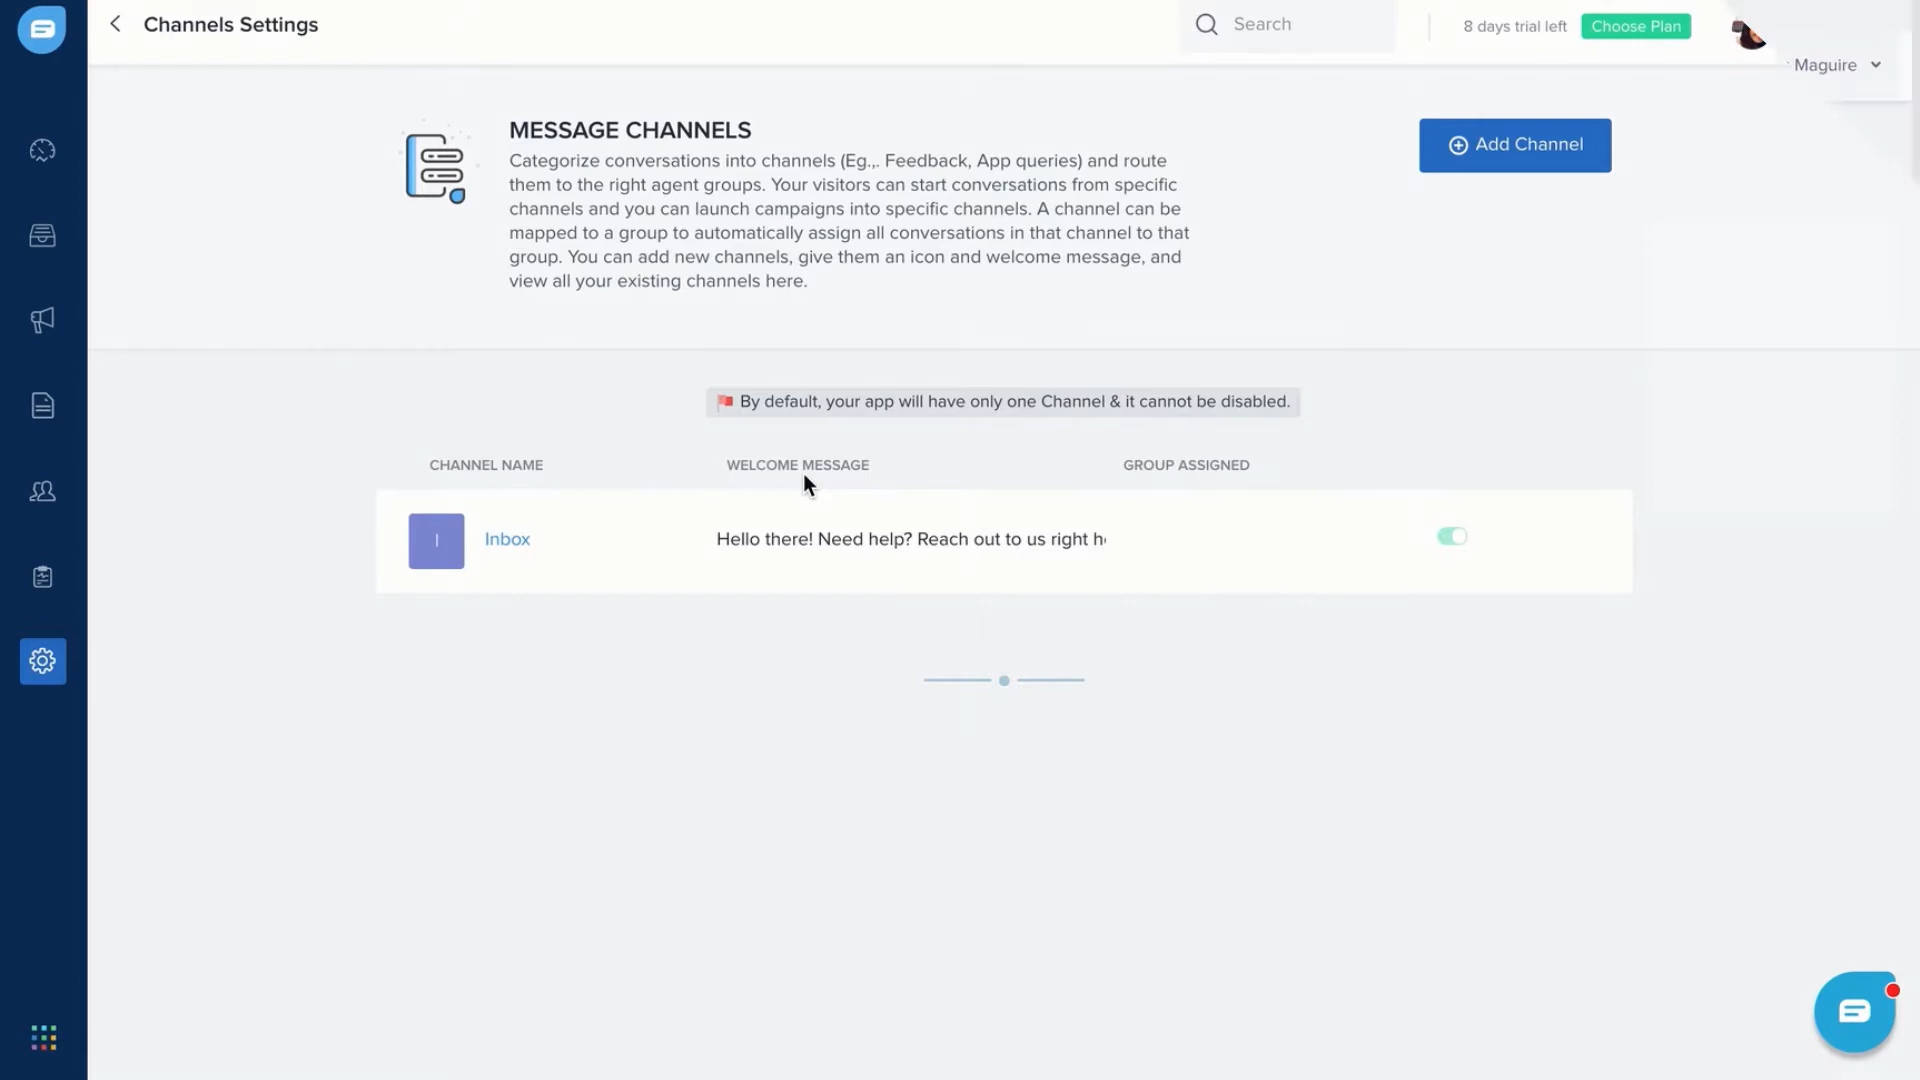 Channels Settings
Search
8 days trial left
Choose Plan
Maguire
MESSAGE CHANNELS
Categorize conversations into channels (Eg.,. Feedback, App queries) and route
them to the right agent groups. Your visitors can start conversations from specific
channels and you can launch campaigns into specific channels. A channel can be
mapped to a group to automatically assign all conversations in that channel to that
group. You can add new channels, give them an icon and welcome message, and
view all your existing channels here.
Add Channel
By default, your app will have only one Channel & it cannot be disabled.
CHANNEL NAME
WELCOME MESSAGE
GROUP ASSIGNED
I
Inbox
Hello there! Need help? Reach out to us right